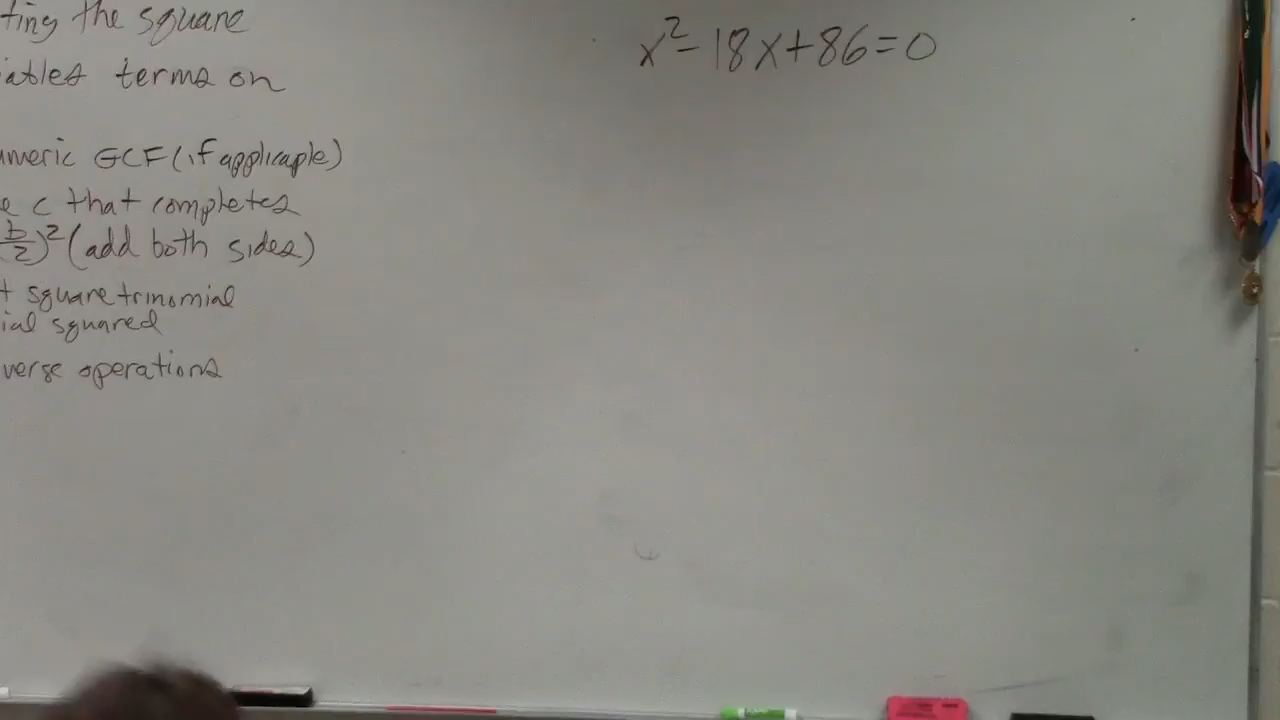 ting the square
iables terms on
umeric GCF (if applicaple)
e c that completes
b/2)² (add both sides)
t square trinomial
ial squared
verse operations
x²-18x+86=0